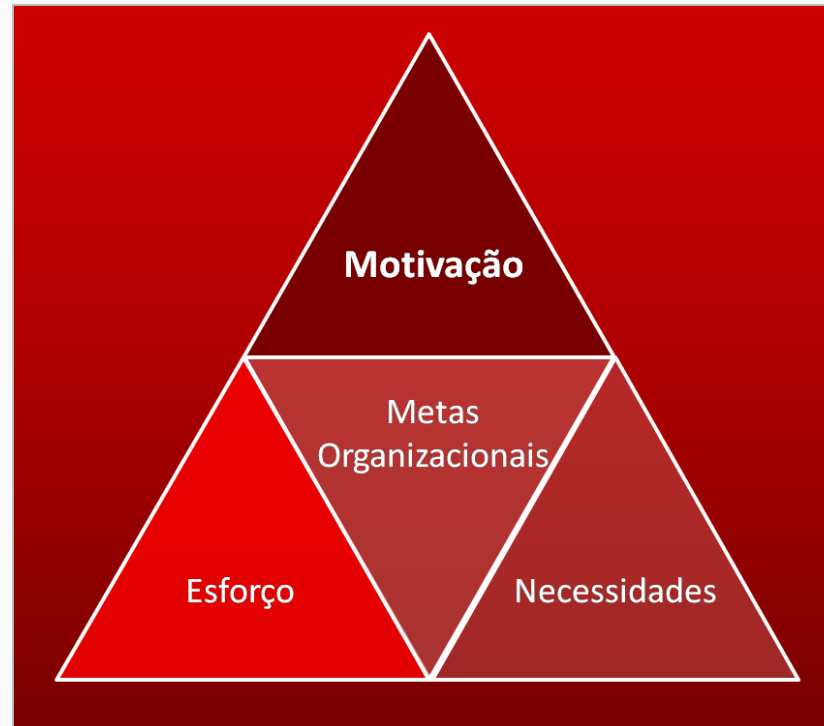 Motivação
Metas
Organizacionais
Esforço
Necessidades